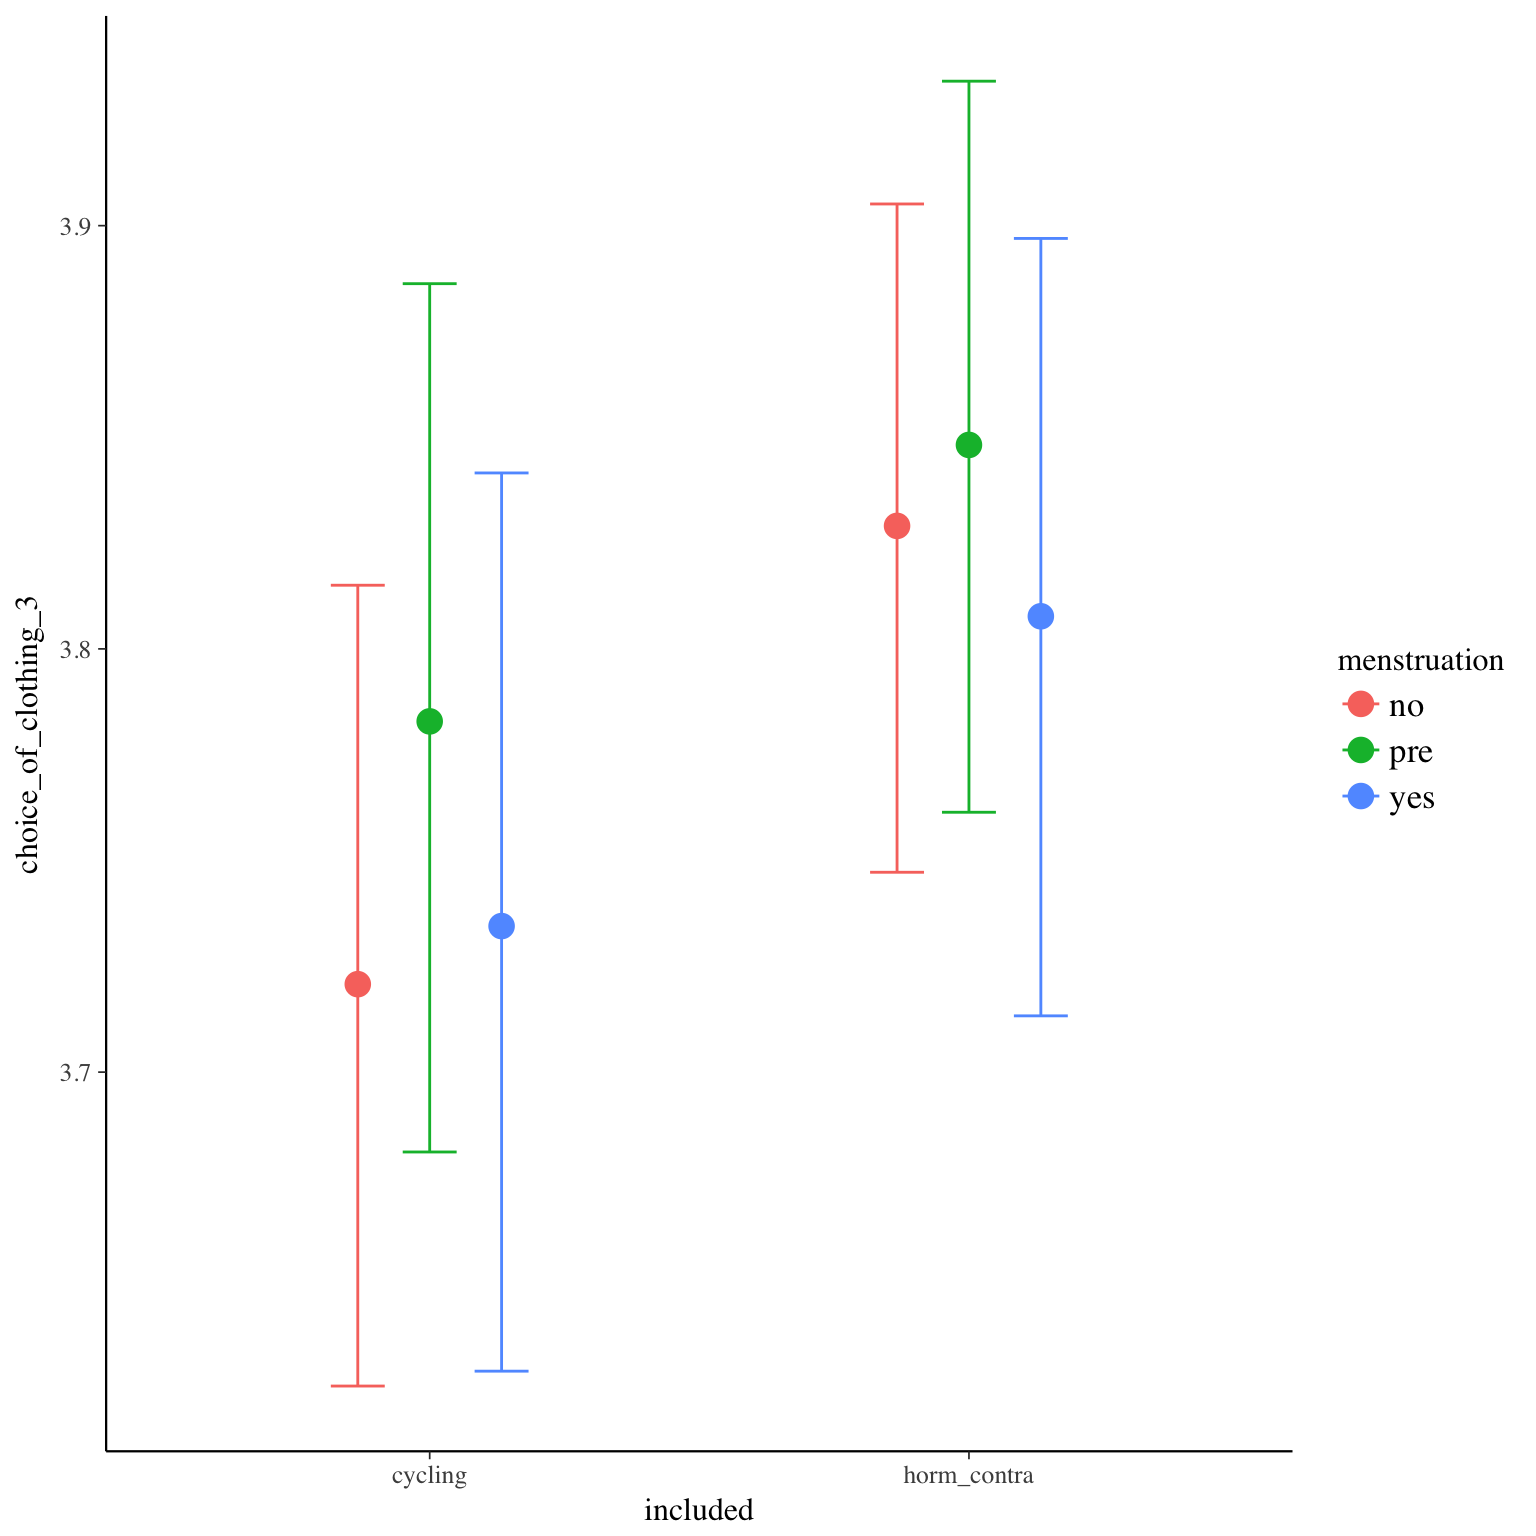 choice_of_clothing_3
3.9
3.8
3.7
cycling
horm_contra
included
menstruation
no
pre
yes